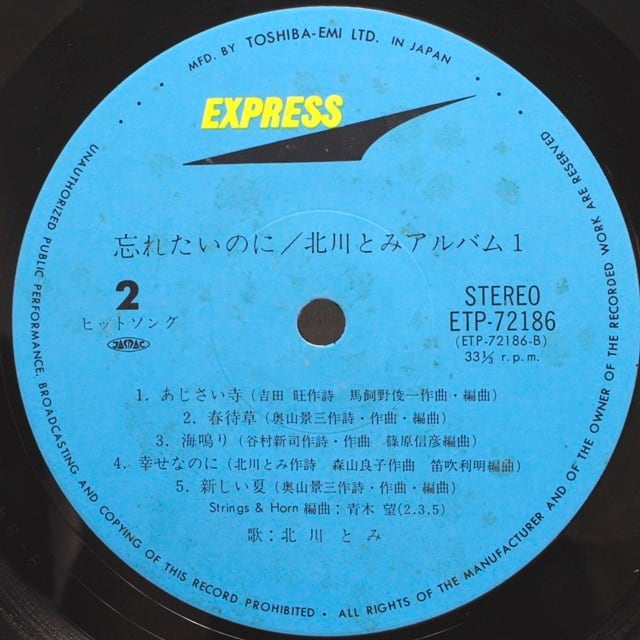 MFD. BY TOSHIBA-EMI LTD. IN JAPAN
EXPRESS
忘れたいのに／北川とみアルバム1
2
ヒットソング
JASRAC
STEREO
ETP-72186
(ETP-72186-B)
33⅓ r.p.m.
1. あじさい寺(吉田 旺作詩 馬飼野俊一作曲・編曲)
2. 春待草(奥山景三作詩・作曲・編曲)
3. 海鳴り(谷村新司作詩・作曲 篠原信彦編曲)
4. 幸せなのに(北川とみ作詩 森山良子作曲 笛吹利明編曲)
5. 新しい夏(奥山景三作詩・作曲・編曲)
Strings & Horn 編曲：青木 望(2.3.5)
歌：北川とみ
UNAUTHORIZED PUBLIC PERFORMANCE, BROADCASTING AND COPYING OF THIS RECORD PROHIBITED • ALL RIGHTS OF THE MANUFACTURER AND OF THE OWNER OF THE RECORDED WORK ARE RESERVED